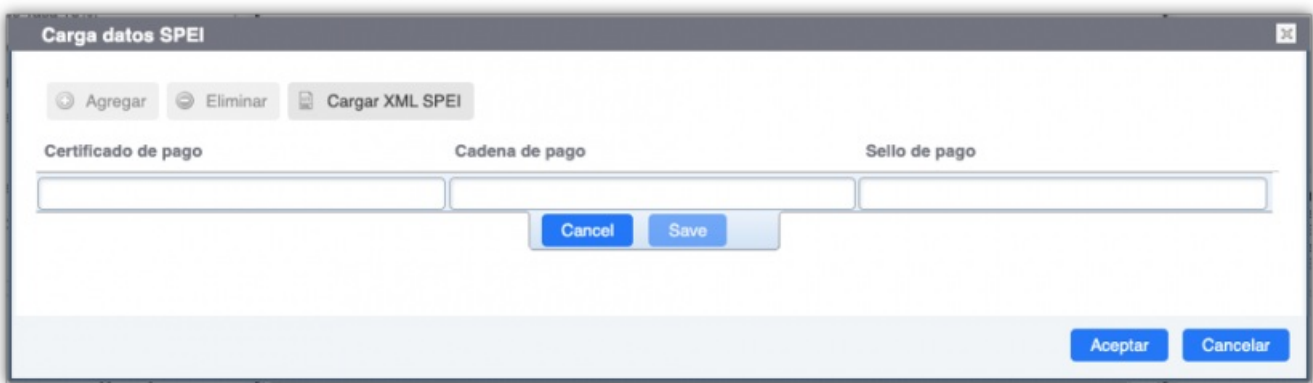 Carga datos SPEI
Agregar Eliminar Cargar XML SPEI
Certificado de pago Cadena de pago Sello de pago
Cancel Save
Aceptar Cancelar